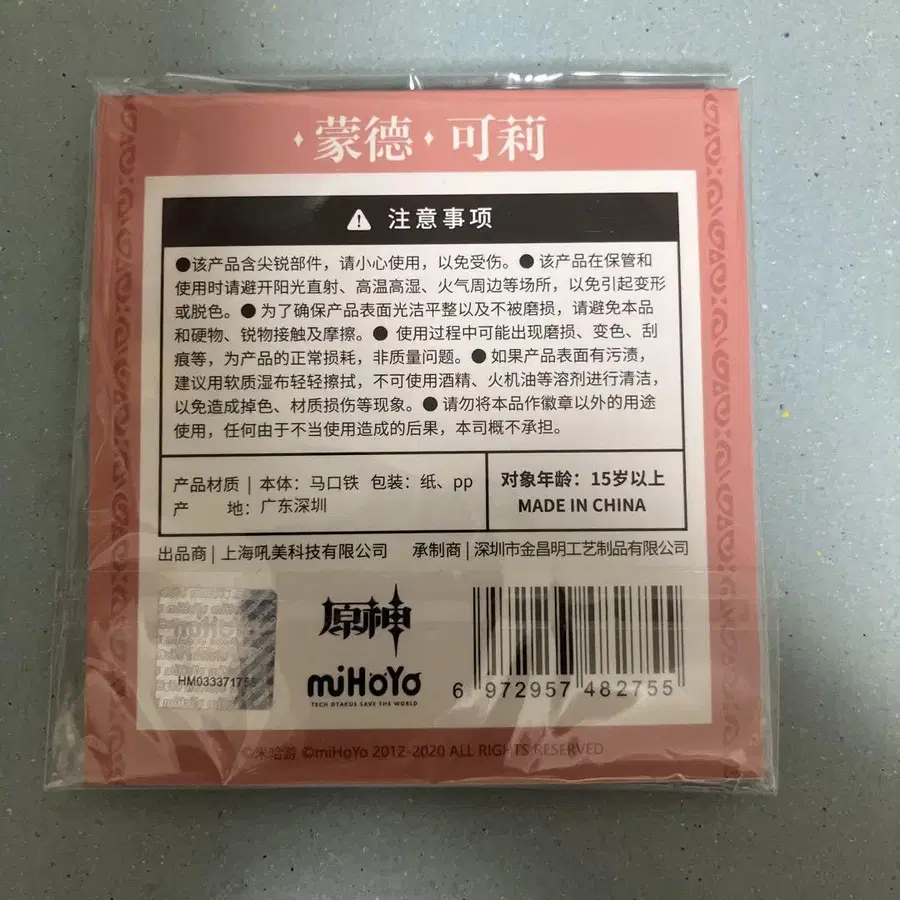 蒙德·可莉
注意事项
●该产品含尖锐部件，请小心使用，以免受伤。● 该产品在保管和
使用时请避开阳光直射、高温高湿、火气周边等场所，以免引起变形
或脱色。● 为了确保产品表面光洁平整以及不被磨损，请避免本品
和硬物、锐物接触及摩擦。● 使用过程中可能出现磨损、变色、刮
痕等，为产品的正常损耗，非质量问题。● 如果产品表面有污渍，
建议用软质湿布轻轻擦拭，不可使用酒精、火机油等溶剂进行清洁，
以免造成掉色、材质损伤等现象。● 请勿将本品作徽章以外的用途
使用，任何由于不当使用造成的后果，本司概不承担。
产品材质 | 本体：马口铁 包装：纸、pp
产 地：广东深圳
对象年龄：15岁以上
MADE IN CHINA
出品商 | 上海吼美科技有限公司 承制商 | 深圳市金昌明工艺制品有限公司
miHoYo
HM033371755
原神
miHoYo
TECH OTAKUS SAVE THE WORLD
6 972957 482755
©米哈游 ©miHoYo 2012-2020 ALL RIGHTS RESERVED